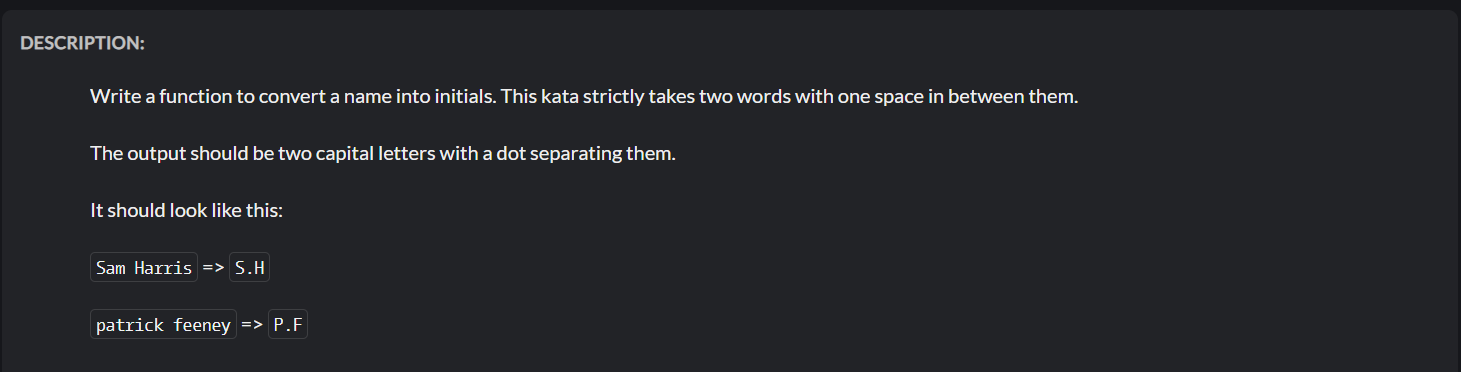 DESCRIPTION:
Write a function to convert a name into initials. This kata strictly takes two words with one space in between them.
The output should be two capital letters with a dot separating them.
It should look like this:
Sam Harris => S.H
patrick feeney => P.F